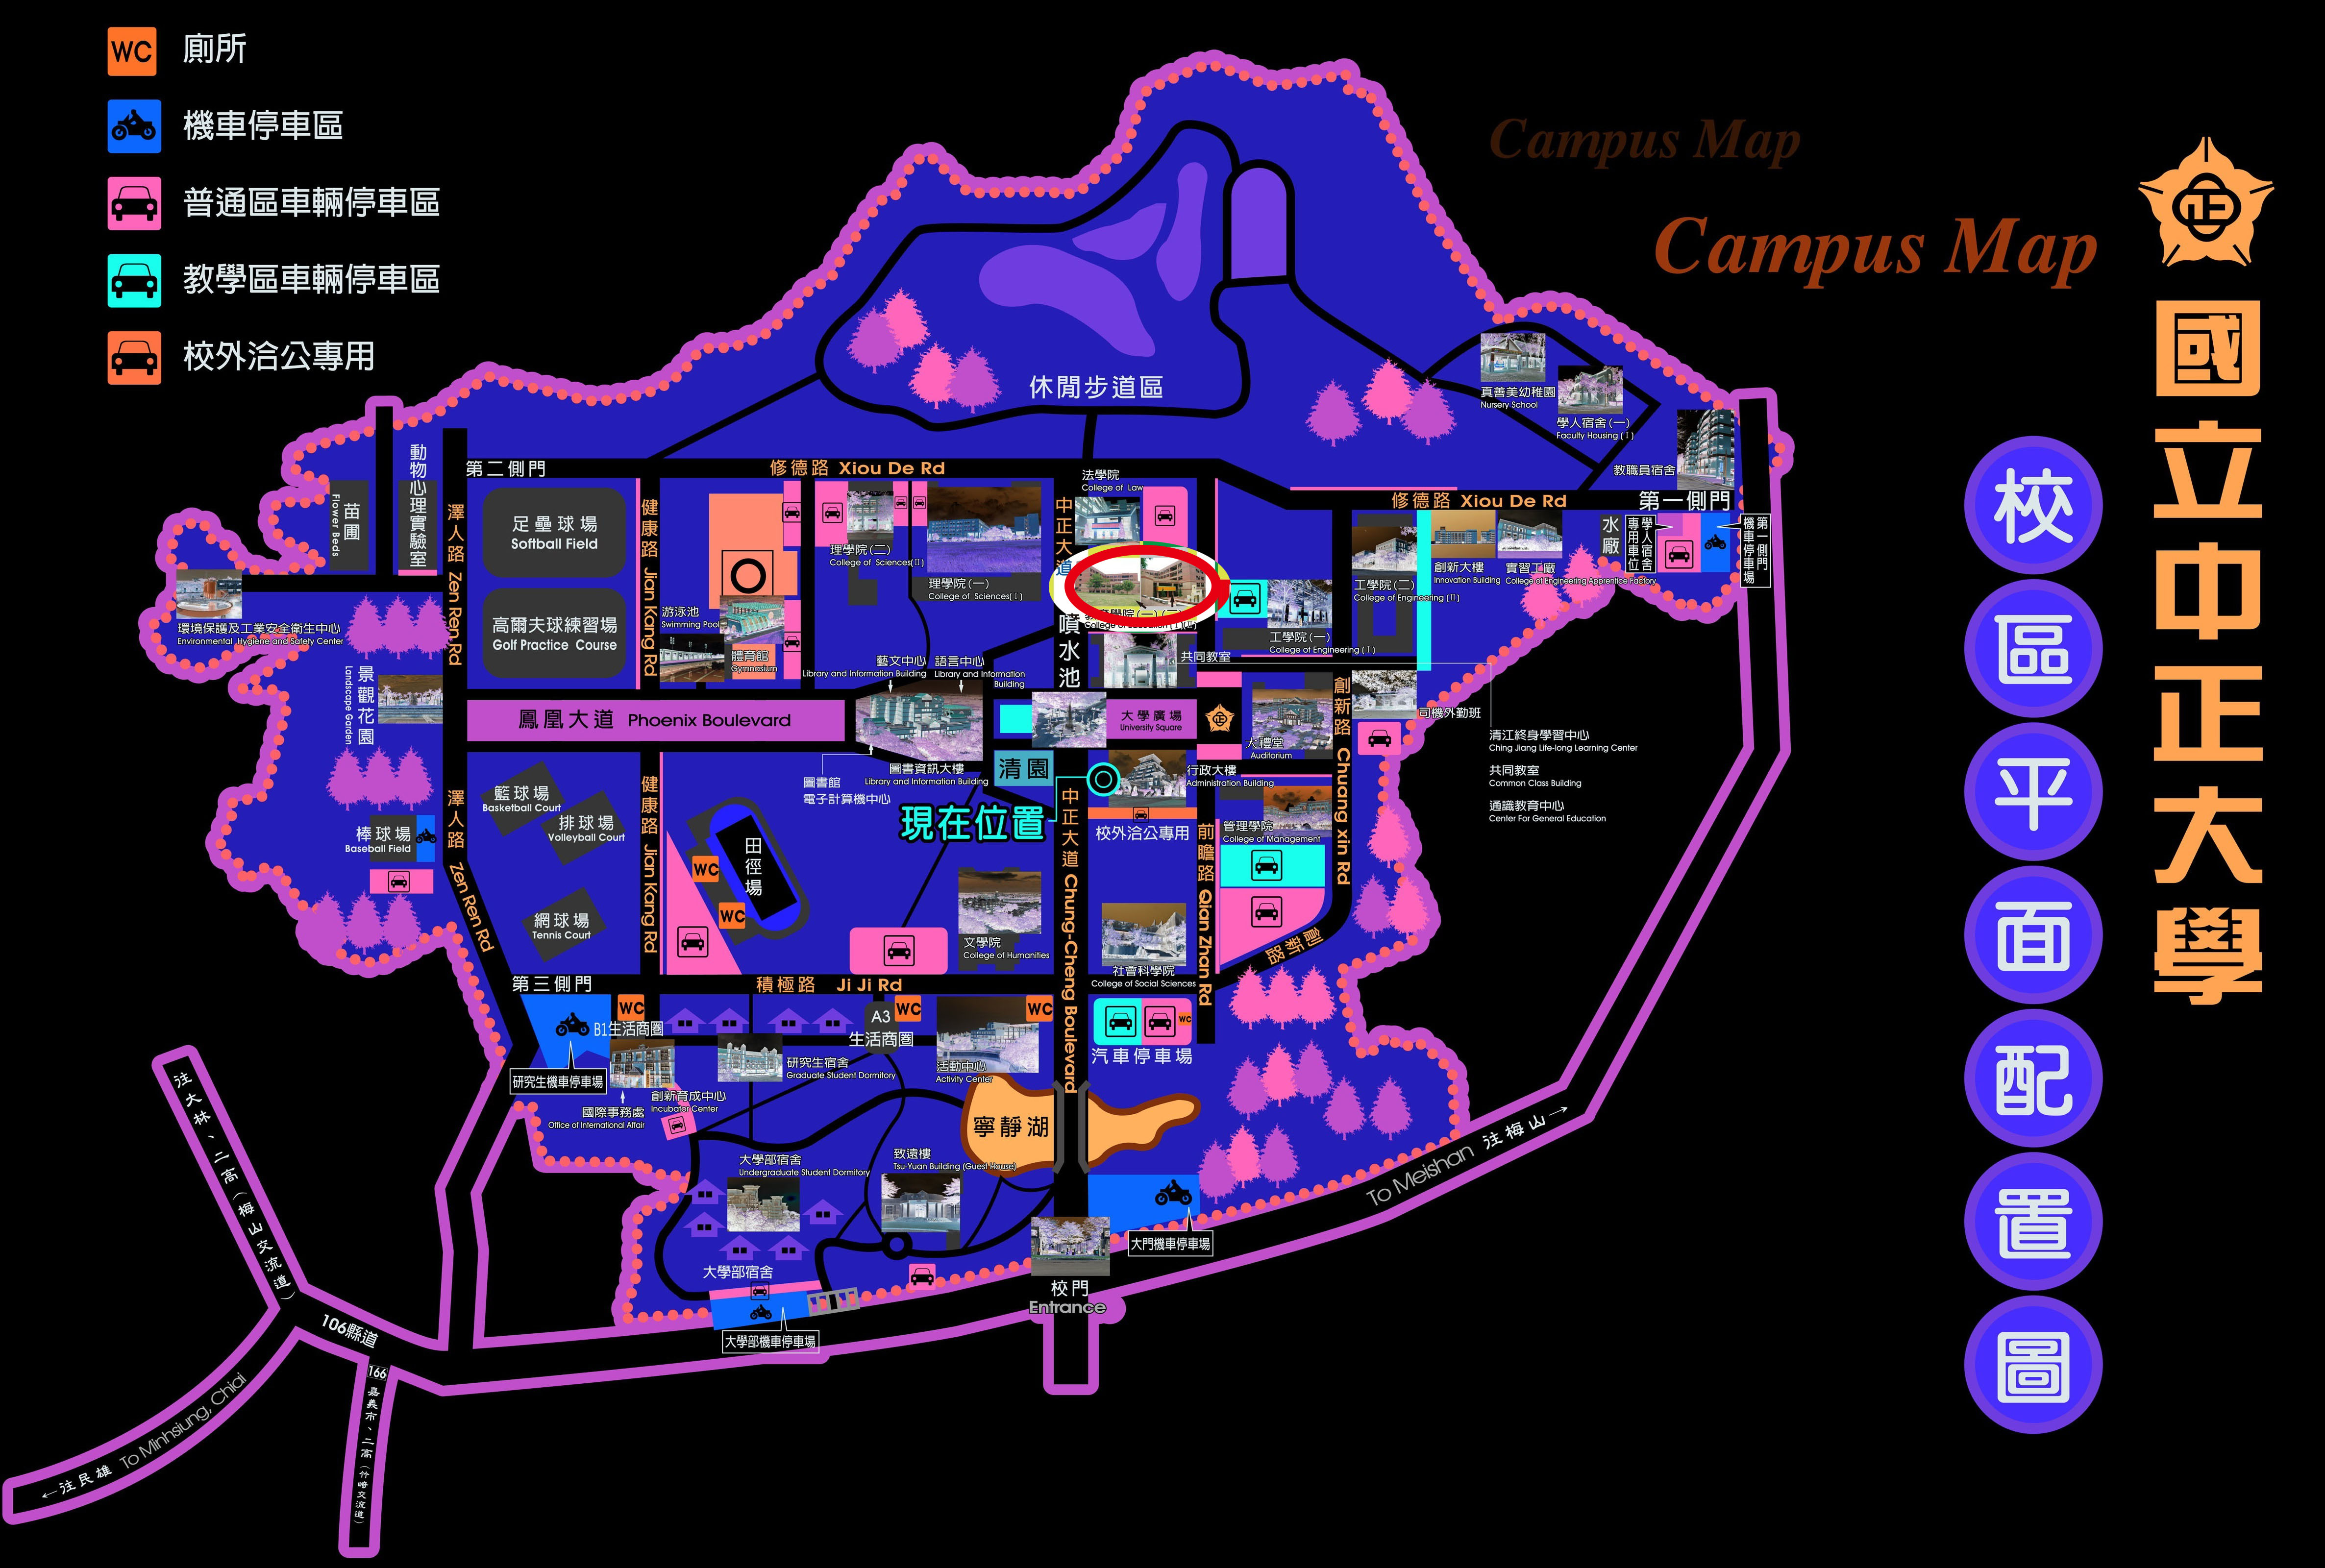 WC 廁所
機車停車區
普通區車輛停車區
教學區車輛停車區
校外洽公專用
Campus Map
Campus Map
國立中正大學
校區平面配置圖
休閒步道區
真善美幼稚園
Nursery School
學人宿舍(一)
Faculty Housing (I)
教職員宿舍
第二側門
修德路 Xiou De Rd
修德路 Xiou De Rd
第一側門
動物心理實驗室
苗圃
Flower Beds
澤人路 Zen Ren Rd
足壘球場
Softball Field
高爾夫球練習場
Golf Practice Course
健康路 Jian Kang Rd
游泳池
Swimming Pool
體育館
Gymnasium
理學院(二)
College of Sciences(II)
理學院(一)
College of Sciences(I)
中正大道
法學院
College of Law
噴水池
工學院(一)
College of Engineering(I)
工學院(二)
College of Engineering(II)
創新大樓
Innovation Building
實習工廠
College of Engineering Apprentice Factory
水廠
學人宿舍專用車位
第一側門機車停車場
環境保護及工業安全衛生中心
Environmental Hygiene and Safety Center
景觀花園
Landscape Garden
藝文中心
Library and Information Building
語言中心
Library and Information Building
共同教室
鳳凰大道 Phoenix Boulevard
大學廣場
University Square
大禮堂
Auditorium
創新路 Chuang xin Rd
司機外勤班
清江終身學習中心
Ching Jiang Life-long Learning Center
共同教室
Common Class Building
通識教育中心
Center For General Education
圖書館
電子計算機中心
圖書資訊大樓
Library and Information Building
清園
現在位置
行政大樓
Administration Building
校外洽公專用
管理學院
College of Management
前瞻路 Qian Zhan Rd
創新路
澤人路 Zen Ren Rd
籃球場
Basketball Court
排球場
Volleyball Court
棒球場
Baseball Field
網球場
Tennis Court
健康路 Jian Kang Rd
田徑場
WC
WC
文學院
College of Humanities
中正大道 Chung-Cheng Boulevard
社會科學院
College of Social Sciences
第三側門
積極路 Ji Ji Rd
WC
B1生活商圈
A3 WC
生活商圈
WC
WC
汽車停車場
研究生機車停車場
研究生宿舍
Graduate Student Dormitory
活動中心
Activity Center
國際事務處
Office of International Affair
創新育成中心
Incubator Center
寧靜湖
大學部宿舍
Undergraduate Student Dormitory
致遠樓
Tsu-Yuan Building (Guest House)
大學部宿舍
大學部機車停車場
大門機車停車場
校門
Entrance
To Meishan 往梅山→
往大林、二高(梅山交流道)
106縣道
←往民雄 To Minhsiung, Chiai
166
嘉義市、二高(竹崎交流道)